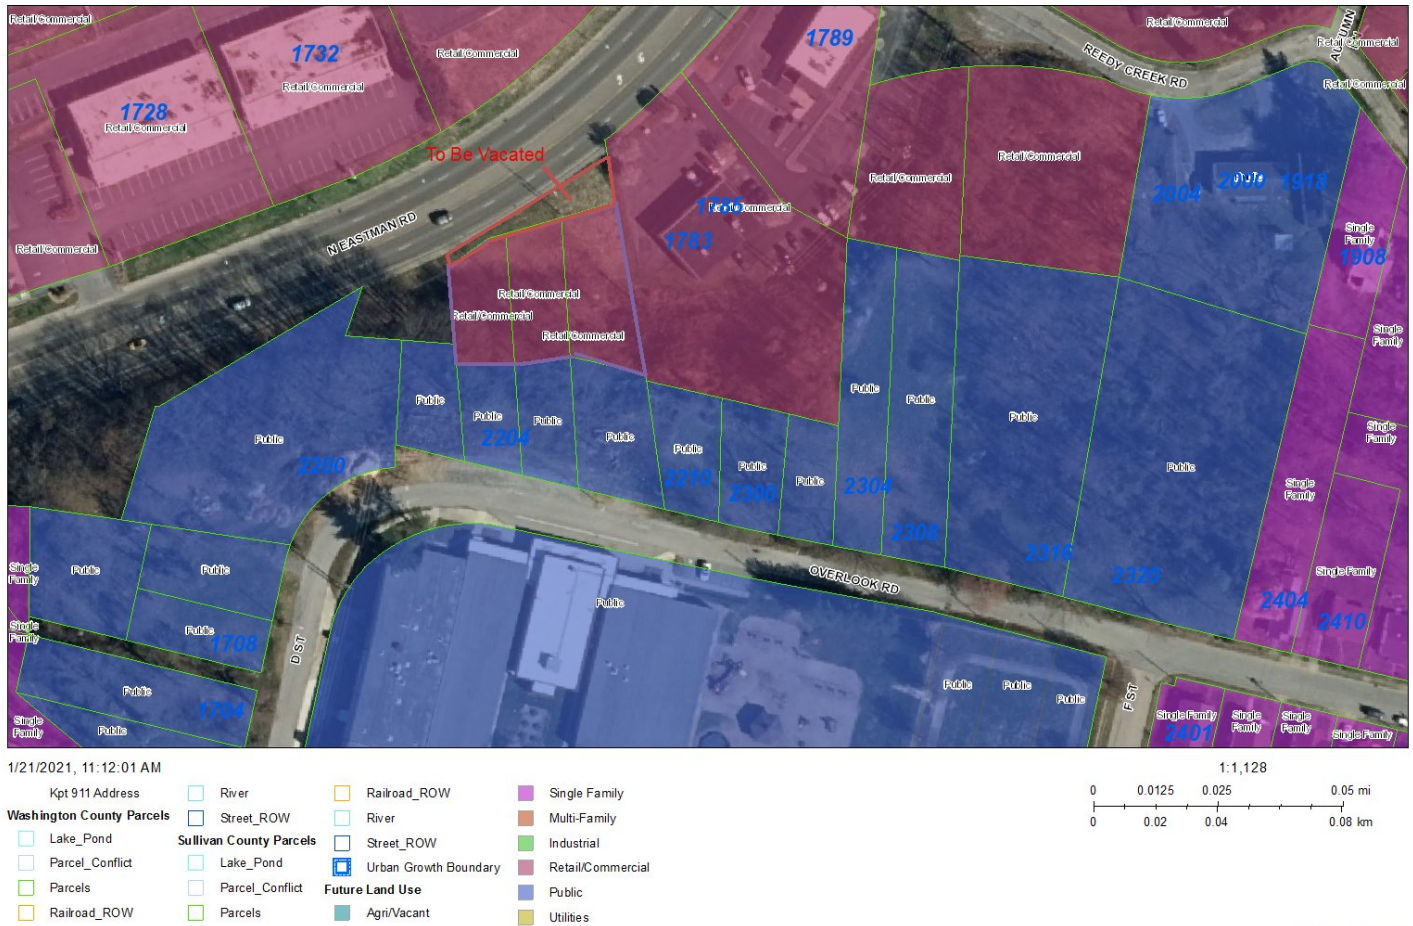 Retail/Commercial
1732
Retail/Commercial
Retail/Commercial
1728
Retail/Commercial
1789
Retail/Commercial
AUTUMN
Retail/Commercial
REEDY CREEK RD
Retail/Commercial
To Be Vacated
Retail/Commercial
Retail/Commercial
2004
2000
1918
1785
Retail/Commercial
1783
N EASTMAN RD
Retail/Commercial
Single
Family
1908
Retail/Commercial
Retail/Commercial
Retail/Commercial
Single
Family
Public
Public
Public
Public
Public
Public
Public
2204
Public
Public
2200
Public
2210
Public
2300
Public
2304
2308
Public
2316
Public
2320
Single
Family
Single
Family
Single Family
2404
2410
Single
Family
Public
Public
OVERLOOK RD
Public
Single
Family
Public
1708
D ST
Public
1704
Public
Single
Family
Public
Public
Public
F ST
Single Family
2401
Single
Family
Single
Family
Single Family
1/21/2021, 11:12:01 AM
Kpt 911 Address
Washington County Parcels
Lake_Pond
Parcel_Conflict
Parcels
Railroad_ROW
River
Street_ROW
Sullivan County Parcels
Lake_Pond
Parcel_Conflict
Parcels
Railroad_ROW
River
Street_ROW
Urban Growth Boundary
Future Land Use
Agri/Vacant
Single Family
Multi-Family
Industrial
Retail/Commercial
Public
Utilities
1:1,128
0 0.0125 0.025 0.05 mi
0 0.02 0.04 0.08 km